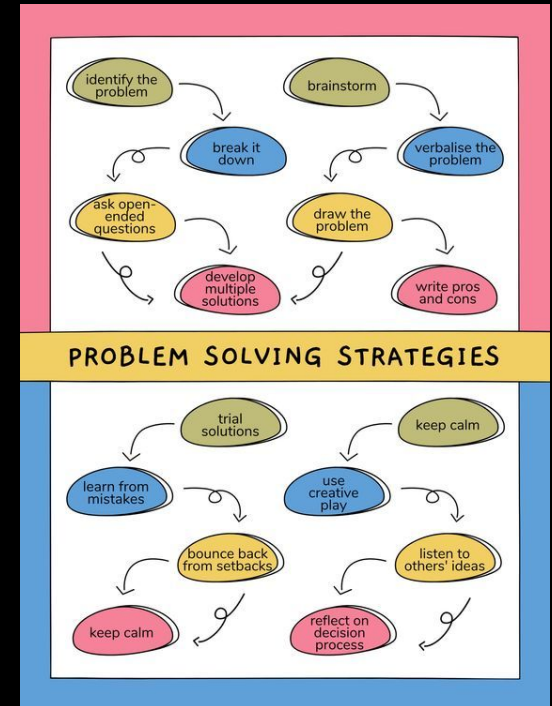 identify the
problem
brainstorm
break it
down
verbalise the
problem
ask open-
ended
questions
draw the
problem
develop
multiple
solutions
write pros
and cons
PROBLEM SOLVING STRATEGIES
trial
solutions
keep calm
learn from
mistakes
use
creative
play
bounce back
from setbacks
listen to
others' ideas
keep calm
reflect on
decision
process